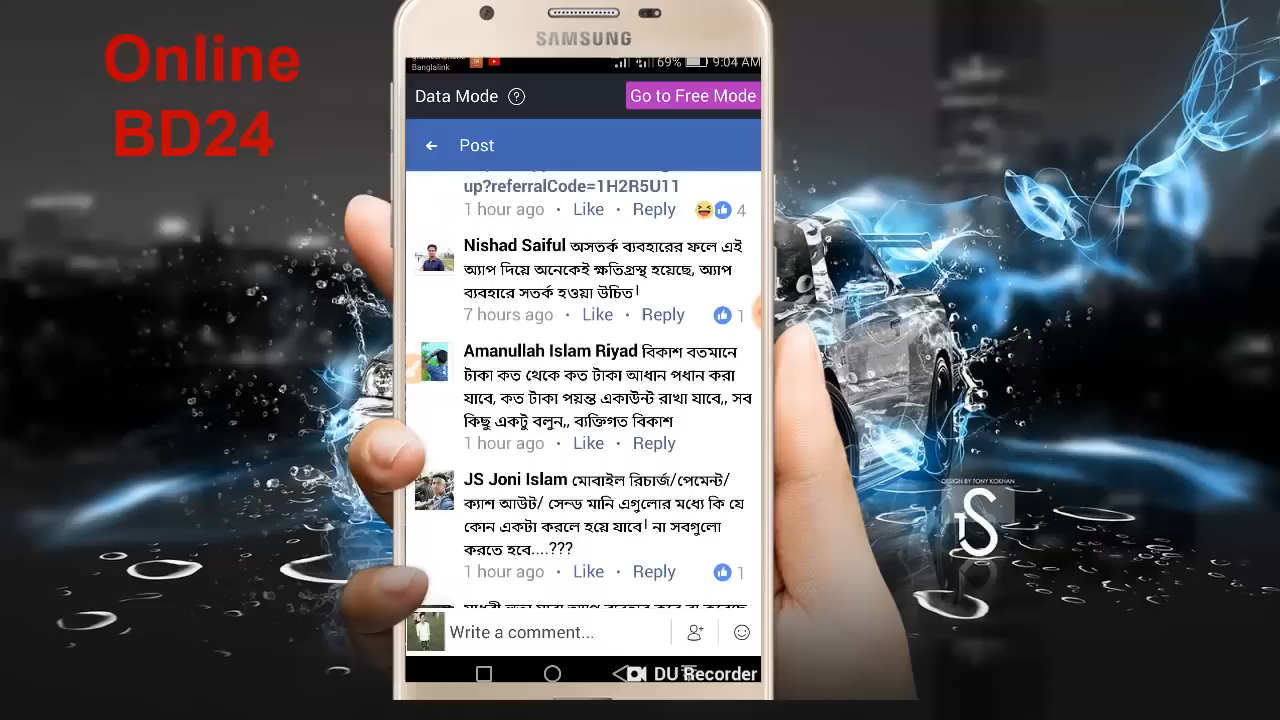 Online
BD24
SAMSUNG
Banglalink
69% 9:04 AM
Data Mode ? Go to Free Mode
Post
up?referralCode=1H2R5U11
1 hour ago · Like · Reply 4
Nishad Saiful অসতর্ক ব্যবহারের ফলে এই
অ্যাপ দিয়ে অনেকেই ক্ষতিগ্রস্থ হয়েছে, অ্যাপ
ব্যবহারে সতর্ক হওয়া উচিত।
7 hours ago · Like · Reply 1
Amanullah Islam Riyad বিকাশ বতমানে
টাকা কত থেকে কত টাকা আধান পধান করা
যাবে, কত টাকা পয়ন্ত একাউন্ট রাখা যাবে,, সব
কিছু একটু বলুন,, ব্যক্তিগত বিকাশ
1 hour ago · Like · Reply
JS Joni Islam মোবাইল রিচার্জ/পেমেন্ট/
ক্যাশ আউট/ সেন্ড মানি এগুলোর মধ্যে কি যে
কোন একটা করলে হয়ে যাবে। না সবগুলো
করতে হবে....???
1 hour ago · Like · Reply 1
Write a comment...
DU Recorder
DESIGN BY TONY KOKHAN